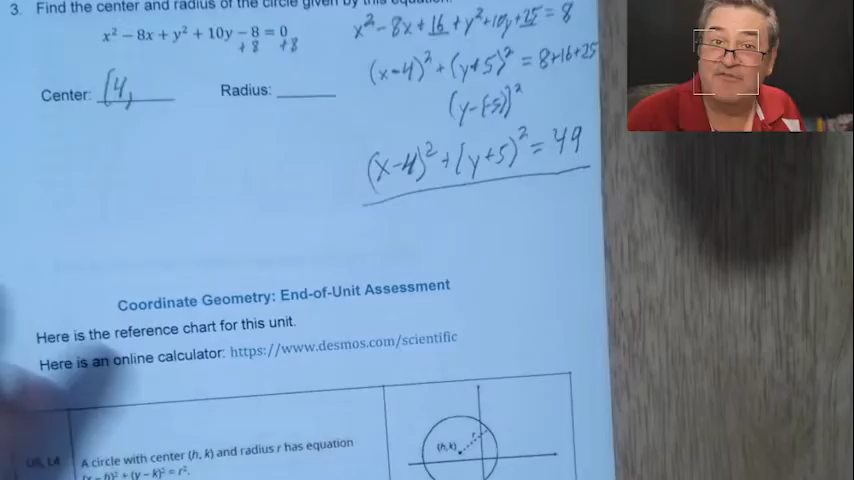 3. Find the center and radius of the circle given by this equation.
x² - 8x + y² + 10y - 8 = 0
+8 +8
Center: (4,
Radius:
x² - 8x + 16 + y² + 10y + 25 = 8
(x-4)² + (y+5)² = 8+16+25
(y-(-5))²
(x-4)² + (y+5)² = 49
Coordinate Geometry: End-of-Unit Assessment
Here is the reference chart for this unit.
Here is an online calculator: https://www.desmos.com/scientific
A circle with center (h, k) and radius r has equation
(x - h)² + (y - k)² = r².
(h, k)
r